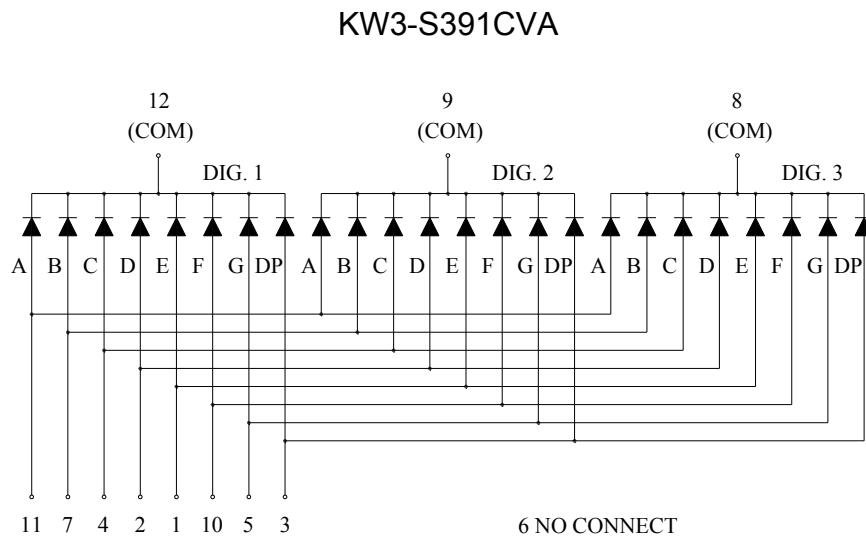 KW3-S391CVA
12 9 8
(COM) (COM) (COM)
DIG. 1 DIG. 2 DIG. 3
A B C D E F G DP A B C D E F G DP A B C D E F G DP
11 7 4 2 1 10 5 3 6 NO CONNECT